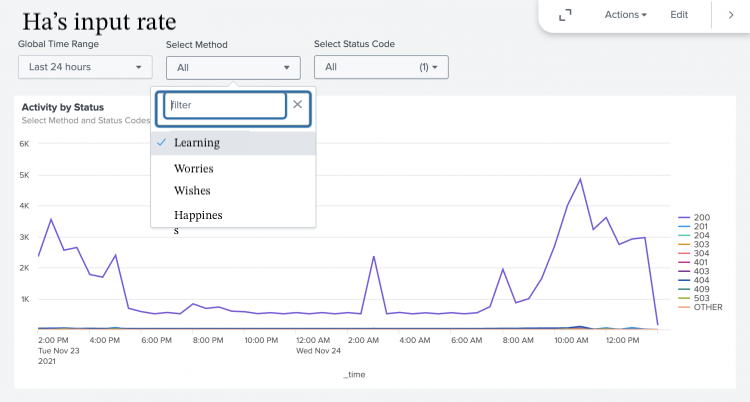 Ha’s input rate
Actions
Edit
Global Time Range
Select Method
Select Status Code
Last 24 hours
All
All
(1)
filter
Learning
Worries
Wishes
Happines
s
Activity by Status
Select Method and Status Codes
6K
5K
4K
3K
2K
1K
200
201
204
303
304
401
403
404
409
503
OTHER
2:00 PM
Tue Nov 23
2021
4:00 PM
6:00 PM
8:00 PM
10:00 PM
12:00 AM
Wed Nov 24
2:00 AM
4:00 AM
6:00 AM
8:00 AM
10:00 AM
12:00 PM
_time